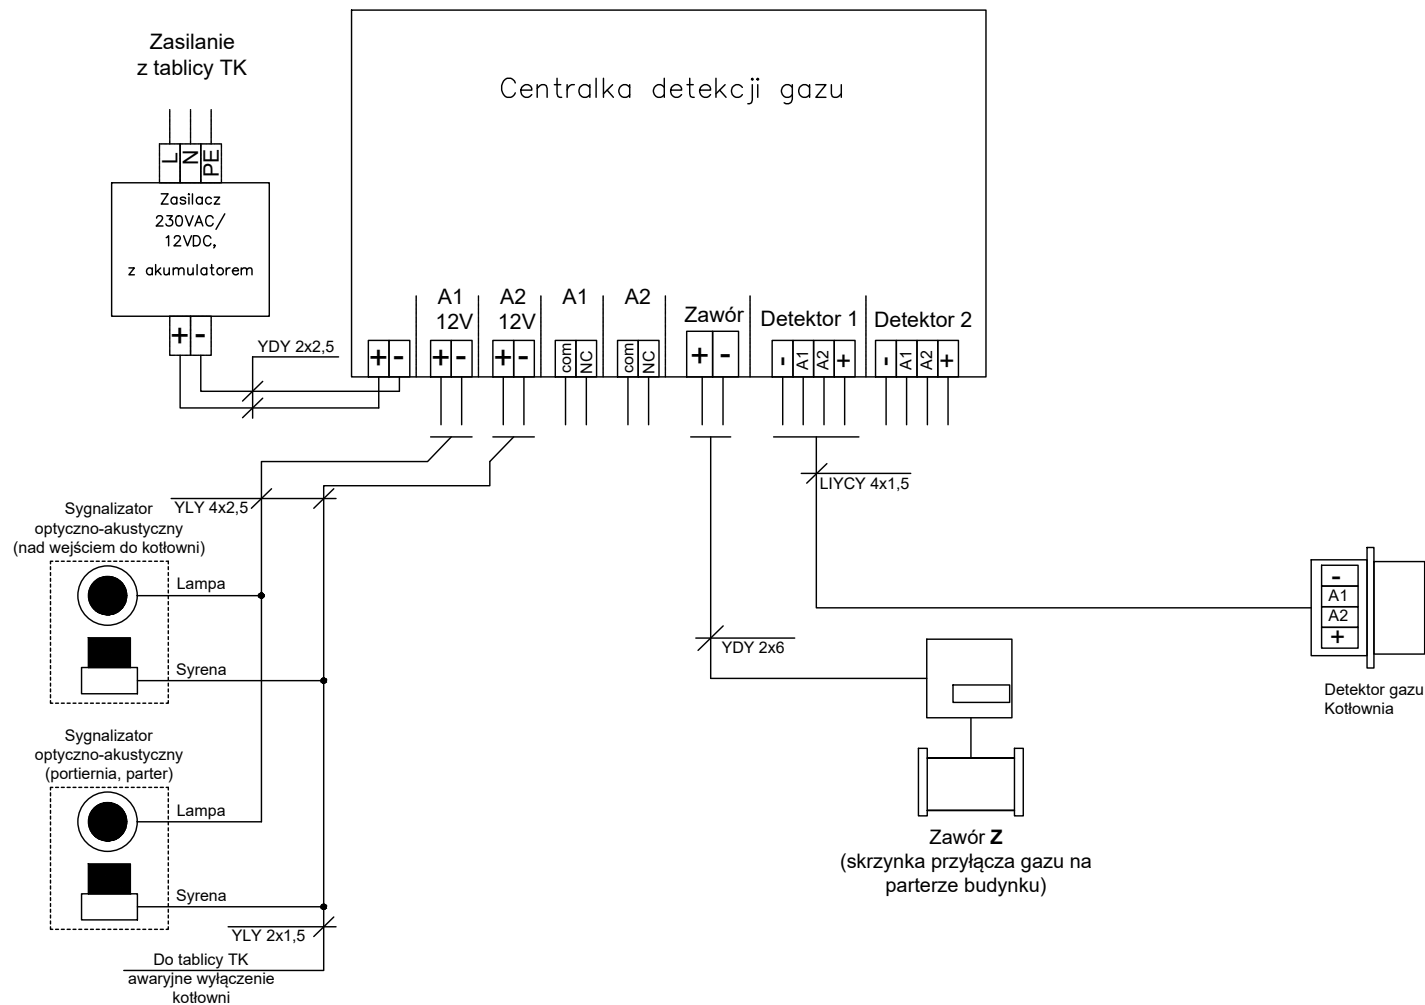 Zasilanie
z tablicy TK
L N PE
Zasilacz
230VAC/
12VDC,
z akumulatorem
+ -
YDY 2x2,5
Centralka detekcji gazu
A1
12V
A2
12V
A1
A2
Zawór
Detektor 1
Detektor 2
+ -
+ -
+ -
com NC
com NC
+ -
- A1 A2 +
- A1 A2 +
YLY 4x2,5
LIYCY 4x1,5
YDY 2x6
Sygnalizator
optyczno-akustyczny
(nad wejściem do kotłowni)
Lampa
Syrena
Sygnalizator
optyczno-akustyczny
(portiernia, parter)
Lampa
Syrena
YLY 2x1,5
Do tablicy TK
awaryjne wyłączenie
kotłowni
Zawór Z
(skrzynka przyłącza gazu na
parterze budynku)
-
A1
A2
+
Detektor gazu
Kotłownia